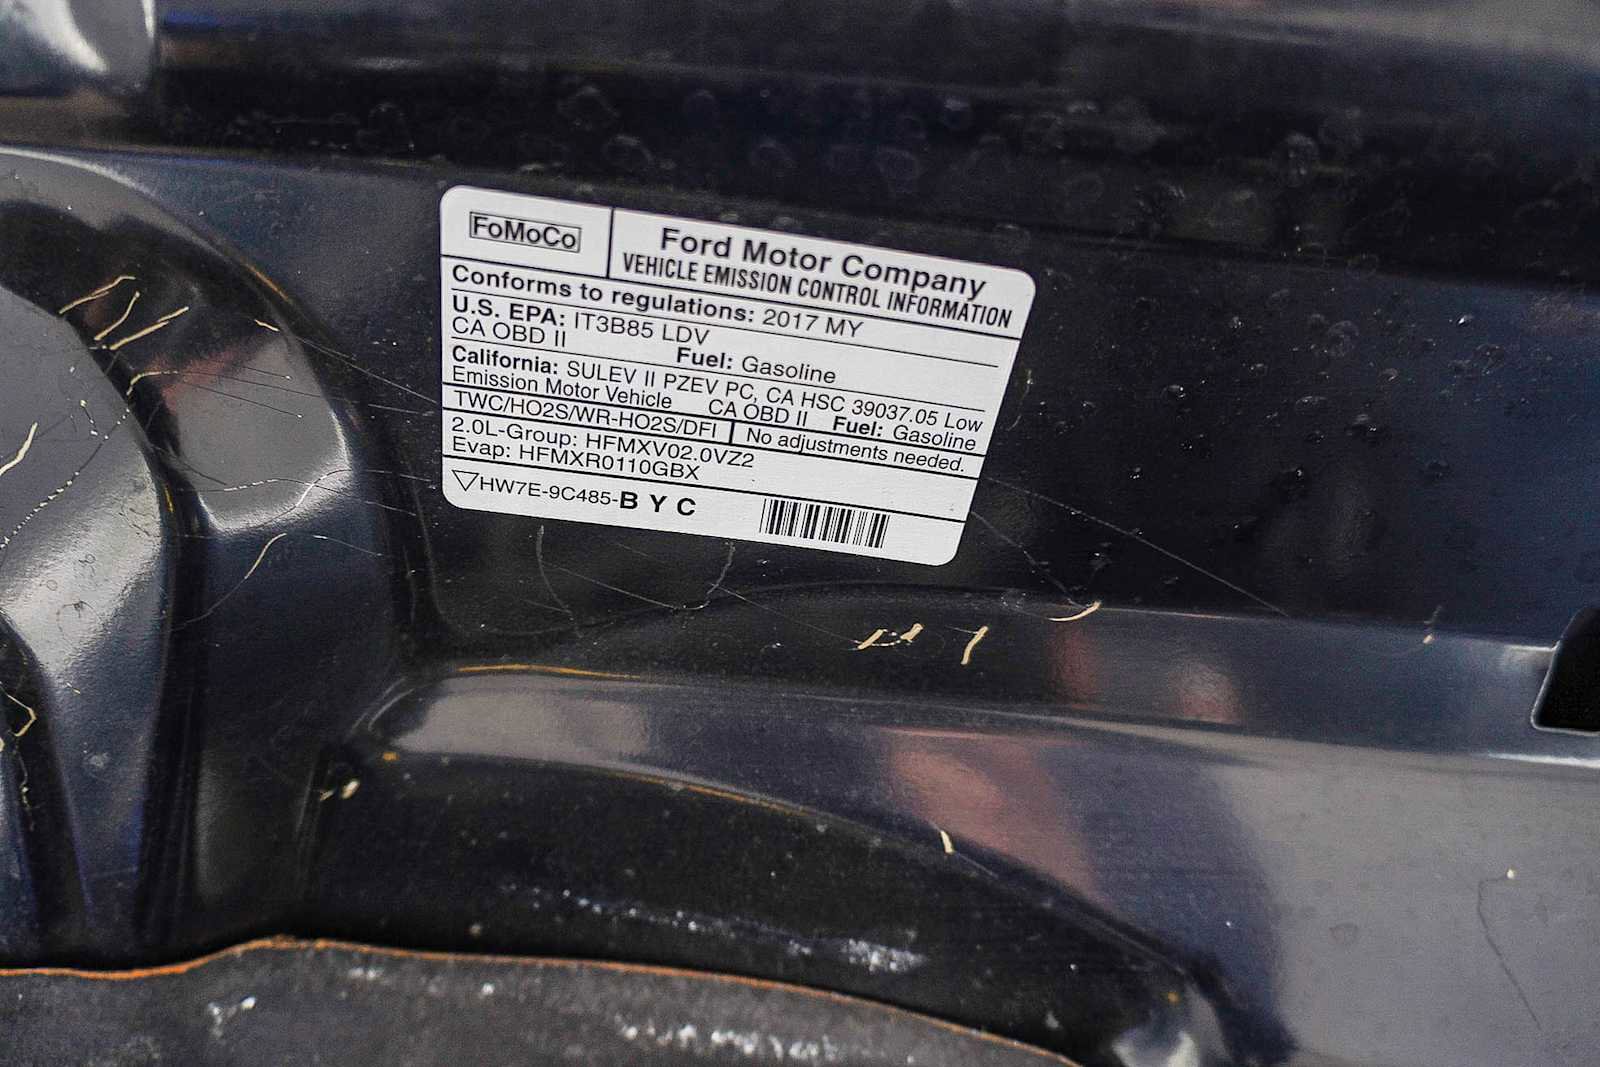 FoMoCo
Ford Motor Company
VEHICLE EMISSION CONTROL INFORMATION
Conforms to regulations: 2017 MY
U.S. EPA: IT3B85 LDV
CA OBD II Fuel: Gasoline
California: SULEV II PZEV PC, CA HSC 39037.05 Low
Emission Motor Vehicle CA OBD II Fuel: Gasoline
TWC/HO2S/WR-HO2S/DFI No adjustments needed.
2.0L-Group: HFMXV02.0VZ2
Evap: HFMXR0110GBX
HW7E-9C485-B Y C